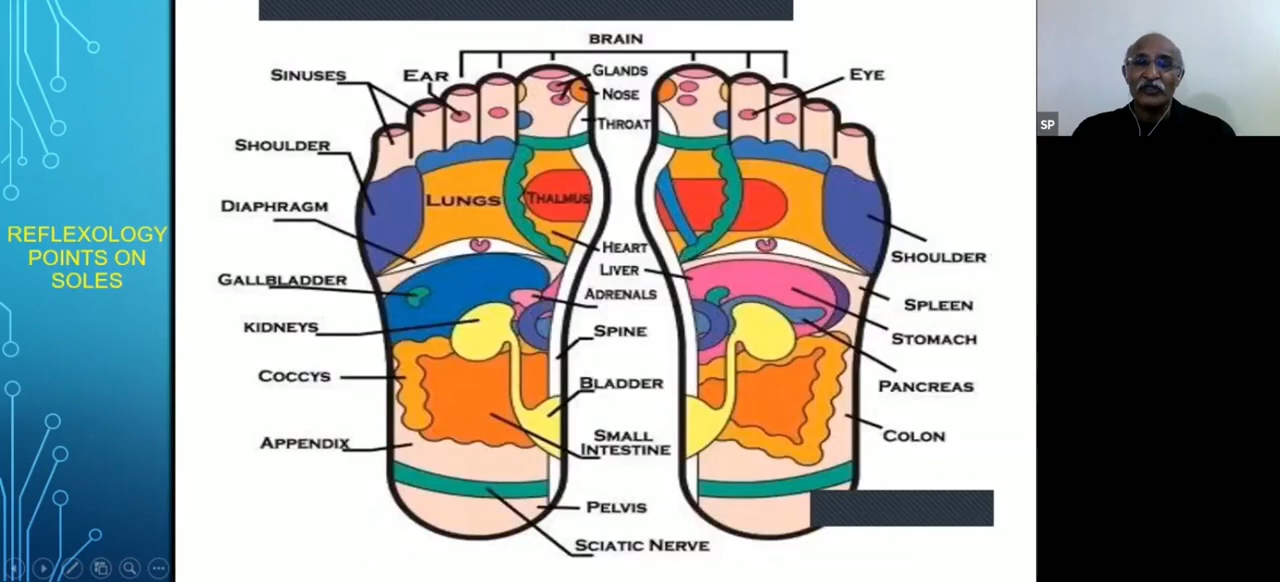 REFLEXOLOGY
POINTS ON
SOLES
BRAIN
SINUSES
EAR
GLANDS
NOSE
THROAT
EYE
SHOULDER
DIAPHRAGM
LUNGS
THALMUS
HEART
LIVER
ADRENALS
GALLBLADDER
KIDNEYS
SPINE
COCCYS
BLADDER
APPENDIX
SMALL
INTESTINE
PELVIS
SCIATIC NERVE
SHOULDER
SPLEEN
STOMACH
PANCREAS
COLON
SP